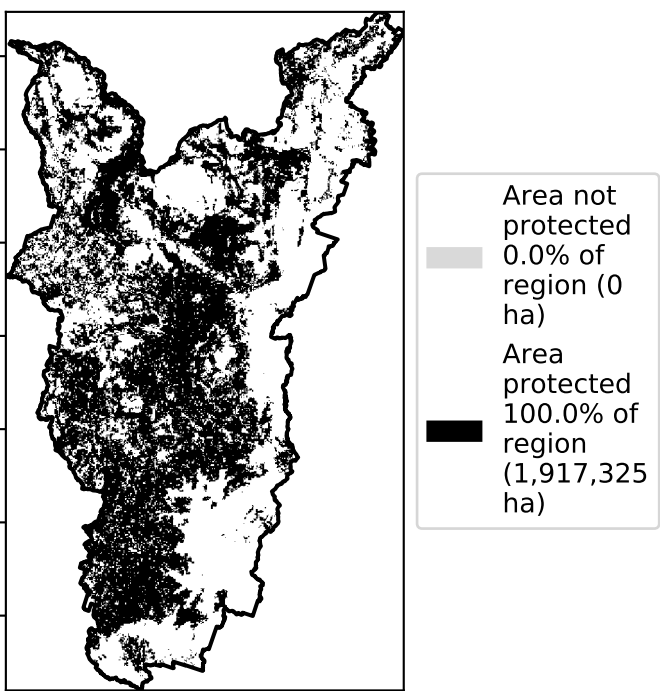 Area not
protected
0.0% of
region (0
ha)
Area
protected
100.0% of
region
(1,917,325
ha)